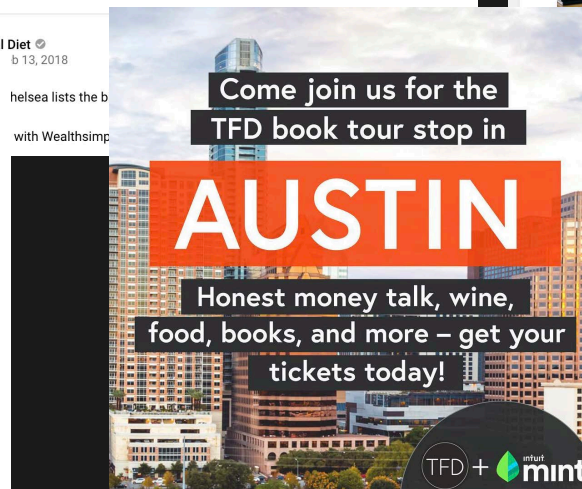 l Diet
b 13, 2018
helsea lists the b
with Wealthsimp
Come join us for the
TFD book tour stop in
AUSTIN
Honest money talk, wine,
food, books, and more – get your
tickets today!
TFD + intuit mint